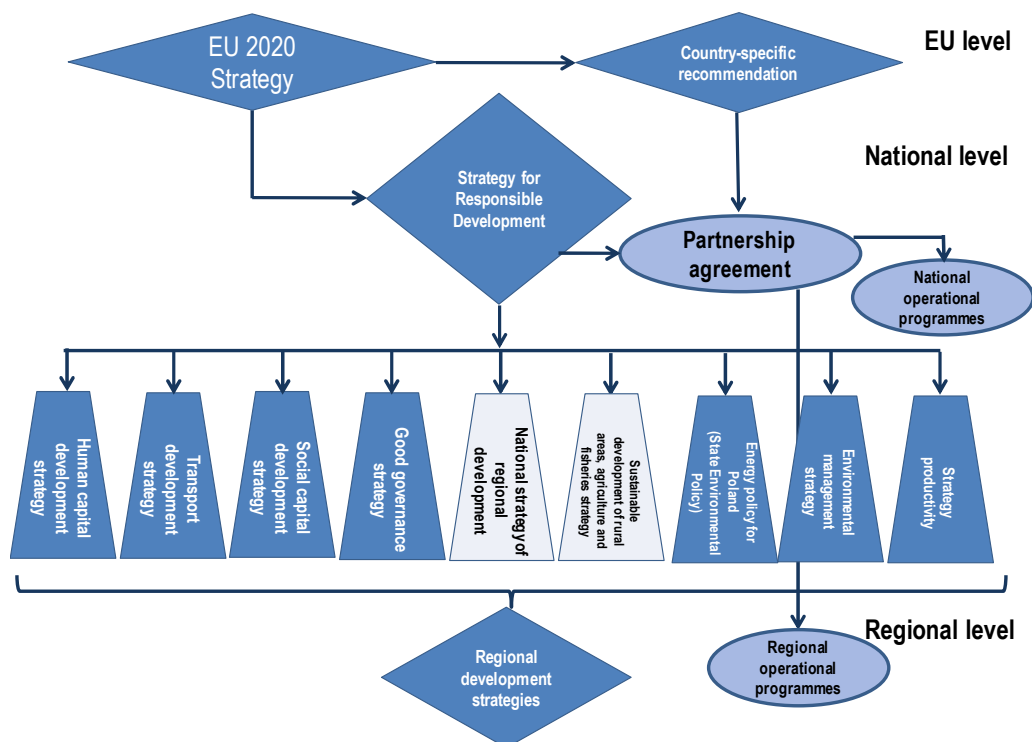 EU 2020
Strategy
Country-specific
recommendation
EU level
National level
Strategy for
Responsible
Development
Partnership
agreement
National
operational
programmes
Human capital
development
strategy
Transport
development
strategy
Social capital
development
strategy
Good governance
strategy
National strategy of
regional
development
Sustainable
development of rural
areas, agriculture and
fisheries strategy
Energy policy for
Poland
(State Environmental
Policy)
Environmental
management
strategy
Strategy
productivity
Regional level
Regional
development
strategies
Regional
operational
programmes